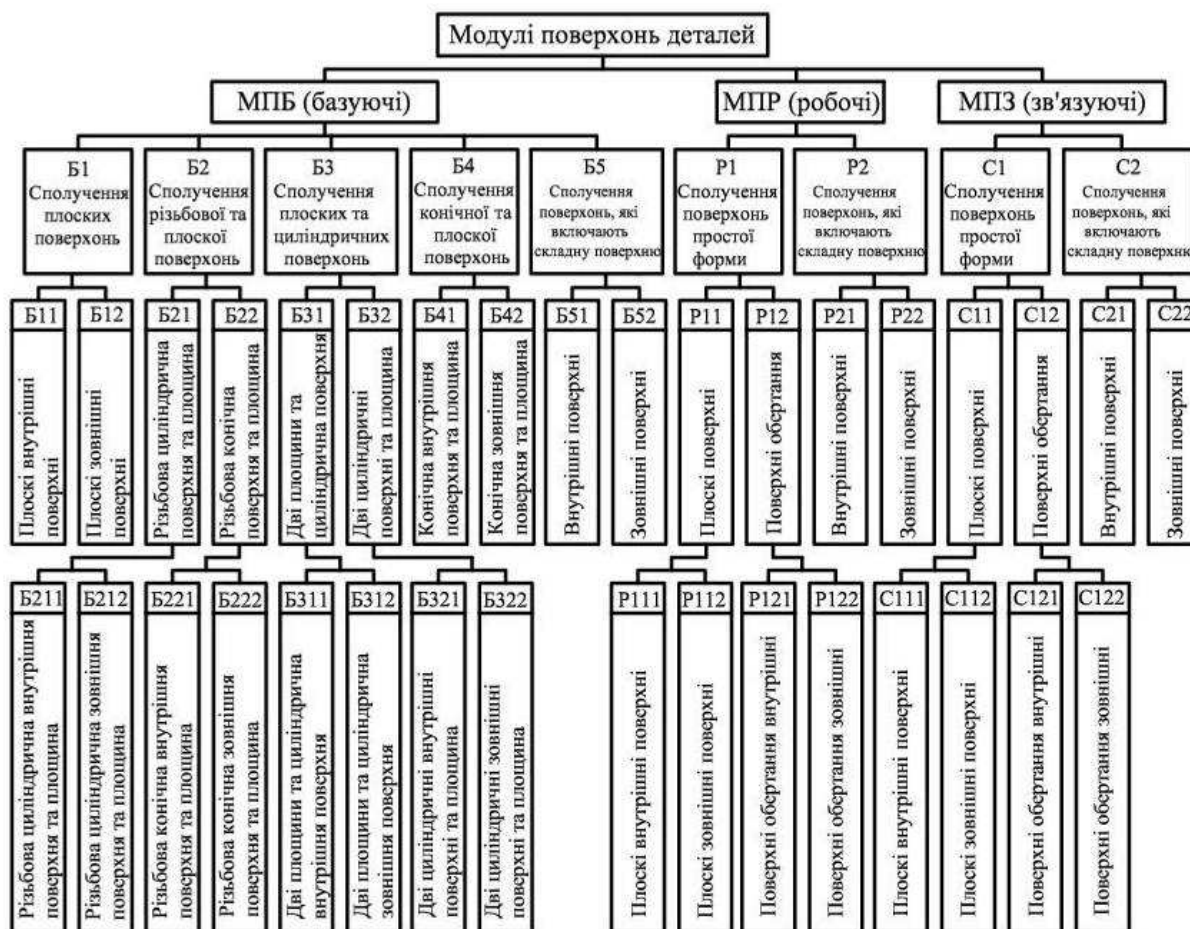 Модулі поверхонь деталей
МПБ (базуючі)
МПР (робочі)
МПЗ (зв'язуючі)
Б1
Сполучення
плоских
поверхонь
Б2
Сполучення
різьбової та
плоскої
поверхонь
Б3
Сполучення
плоских та
циліндричних
поверхонь
Б4
Сполучення
конічної та
плоскої
поверхонь
Б5
Сполучення
поверхонь, які
включають
складну поверхню
Р1
Сполучення
поверхонь
простої
форми
Р2
Сполучення
поверхонь, які
включають
складну поверхню
С1
Сполучення
поверхонь
простої
форми
С2
Сполучення
поверхонь, які
включають
складну поверхню
Б11
Плоскі внутрішні
поверхні
Б12
Плоскі зовнішні
поверхні
Б21
Різьбова циліндрична
поверхня та площина
Б22
Різьбова конічна
поверхня та площина
Б31
Дві площини та
циліндрична поверхня
Б32
Дві циліндричні
поверхні та площина
Б41
Конічна внутрішня
поверхня та площина
Б42
Конічна зовнішня
поверхня та площина
Б51
Внутрішні поверхні
Б52
Зовнішні поверхні
Р11
Плоскі поверхні
Р12
Поверхні обертання
Р21
Внутрішні поверхні
Р22
Зовнішні поверхні
С11
Плоскі поверхні
С12
Поверхні обертання
С21
Внутрішні поверхні
С22
Зовнішні поверхні
Б211
Різьбова циліндрична внутрішня
поверхня та площина
Б212
Різьбова циліндрична зовнішня
поверхня та площина
Б221
Різьбова конічна внутрішня
поверхня та площина
Б222
Різьбова конічна зовнішня
поверхня та площина
Б311
Дві площини та циліндрична
внутрішня поверхня
Б312
Дві площини та циліндрична
зовнішня поверхня
Б321
Дві циліндричні внутрішні
поверхні та площина
Б322
Дві циліндричні зовнішні
поверхні та площина
Р111
Плоскі внутрішні поверхні
Р112
Плоскі зовнішні поверхні
Р121
Поверхні обертання внутрішні
Р122
Поверхні обертання зовнішні
С111
Плоскі внутрішні поверхні
С112
Плоскі зовнішні поверхні
С121
Поверхні обертання внутрішні
С122
Поверхні обертання зовнішні